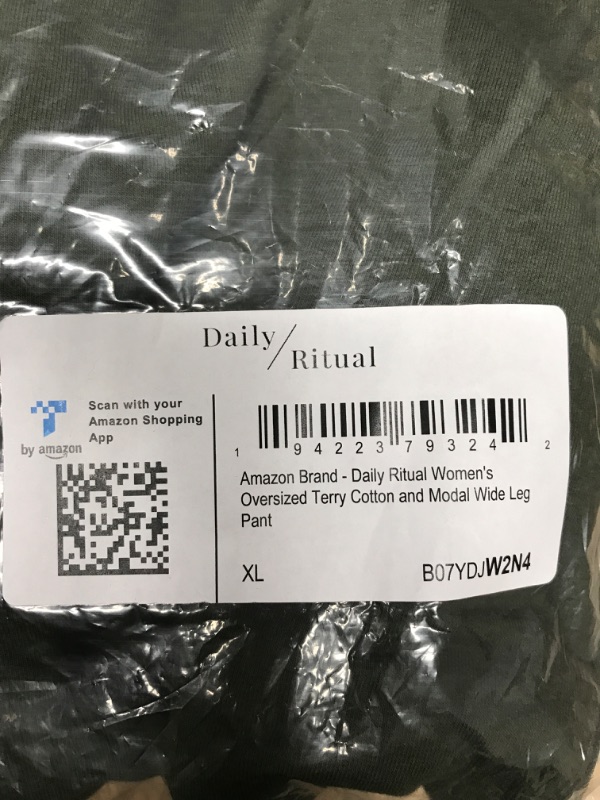 Daily/
Ritual
Scan with your
Amazon Shopping
App
by amazon
1 94223 79324 2
Amazon Brand - Daily Ritual Women's
Oversized Terry Cotton and Modal Wide Leg
Pant
XL
B07YDJW2N4